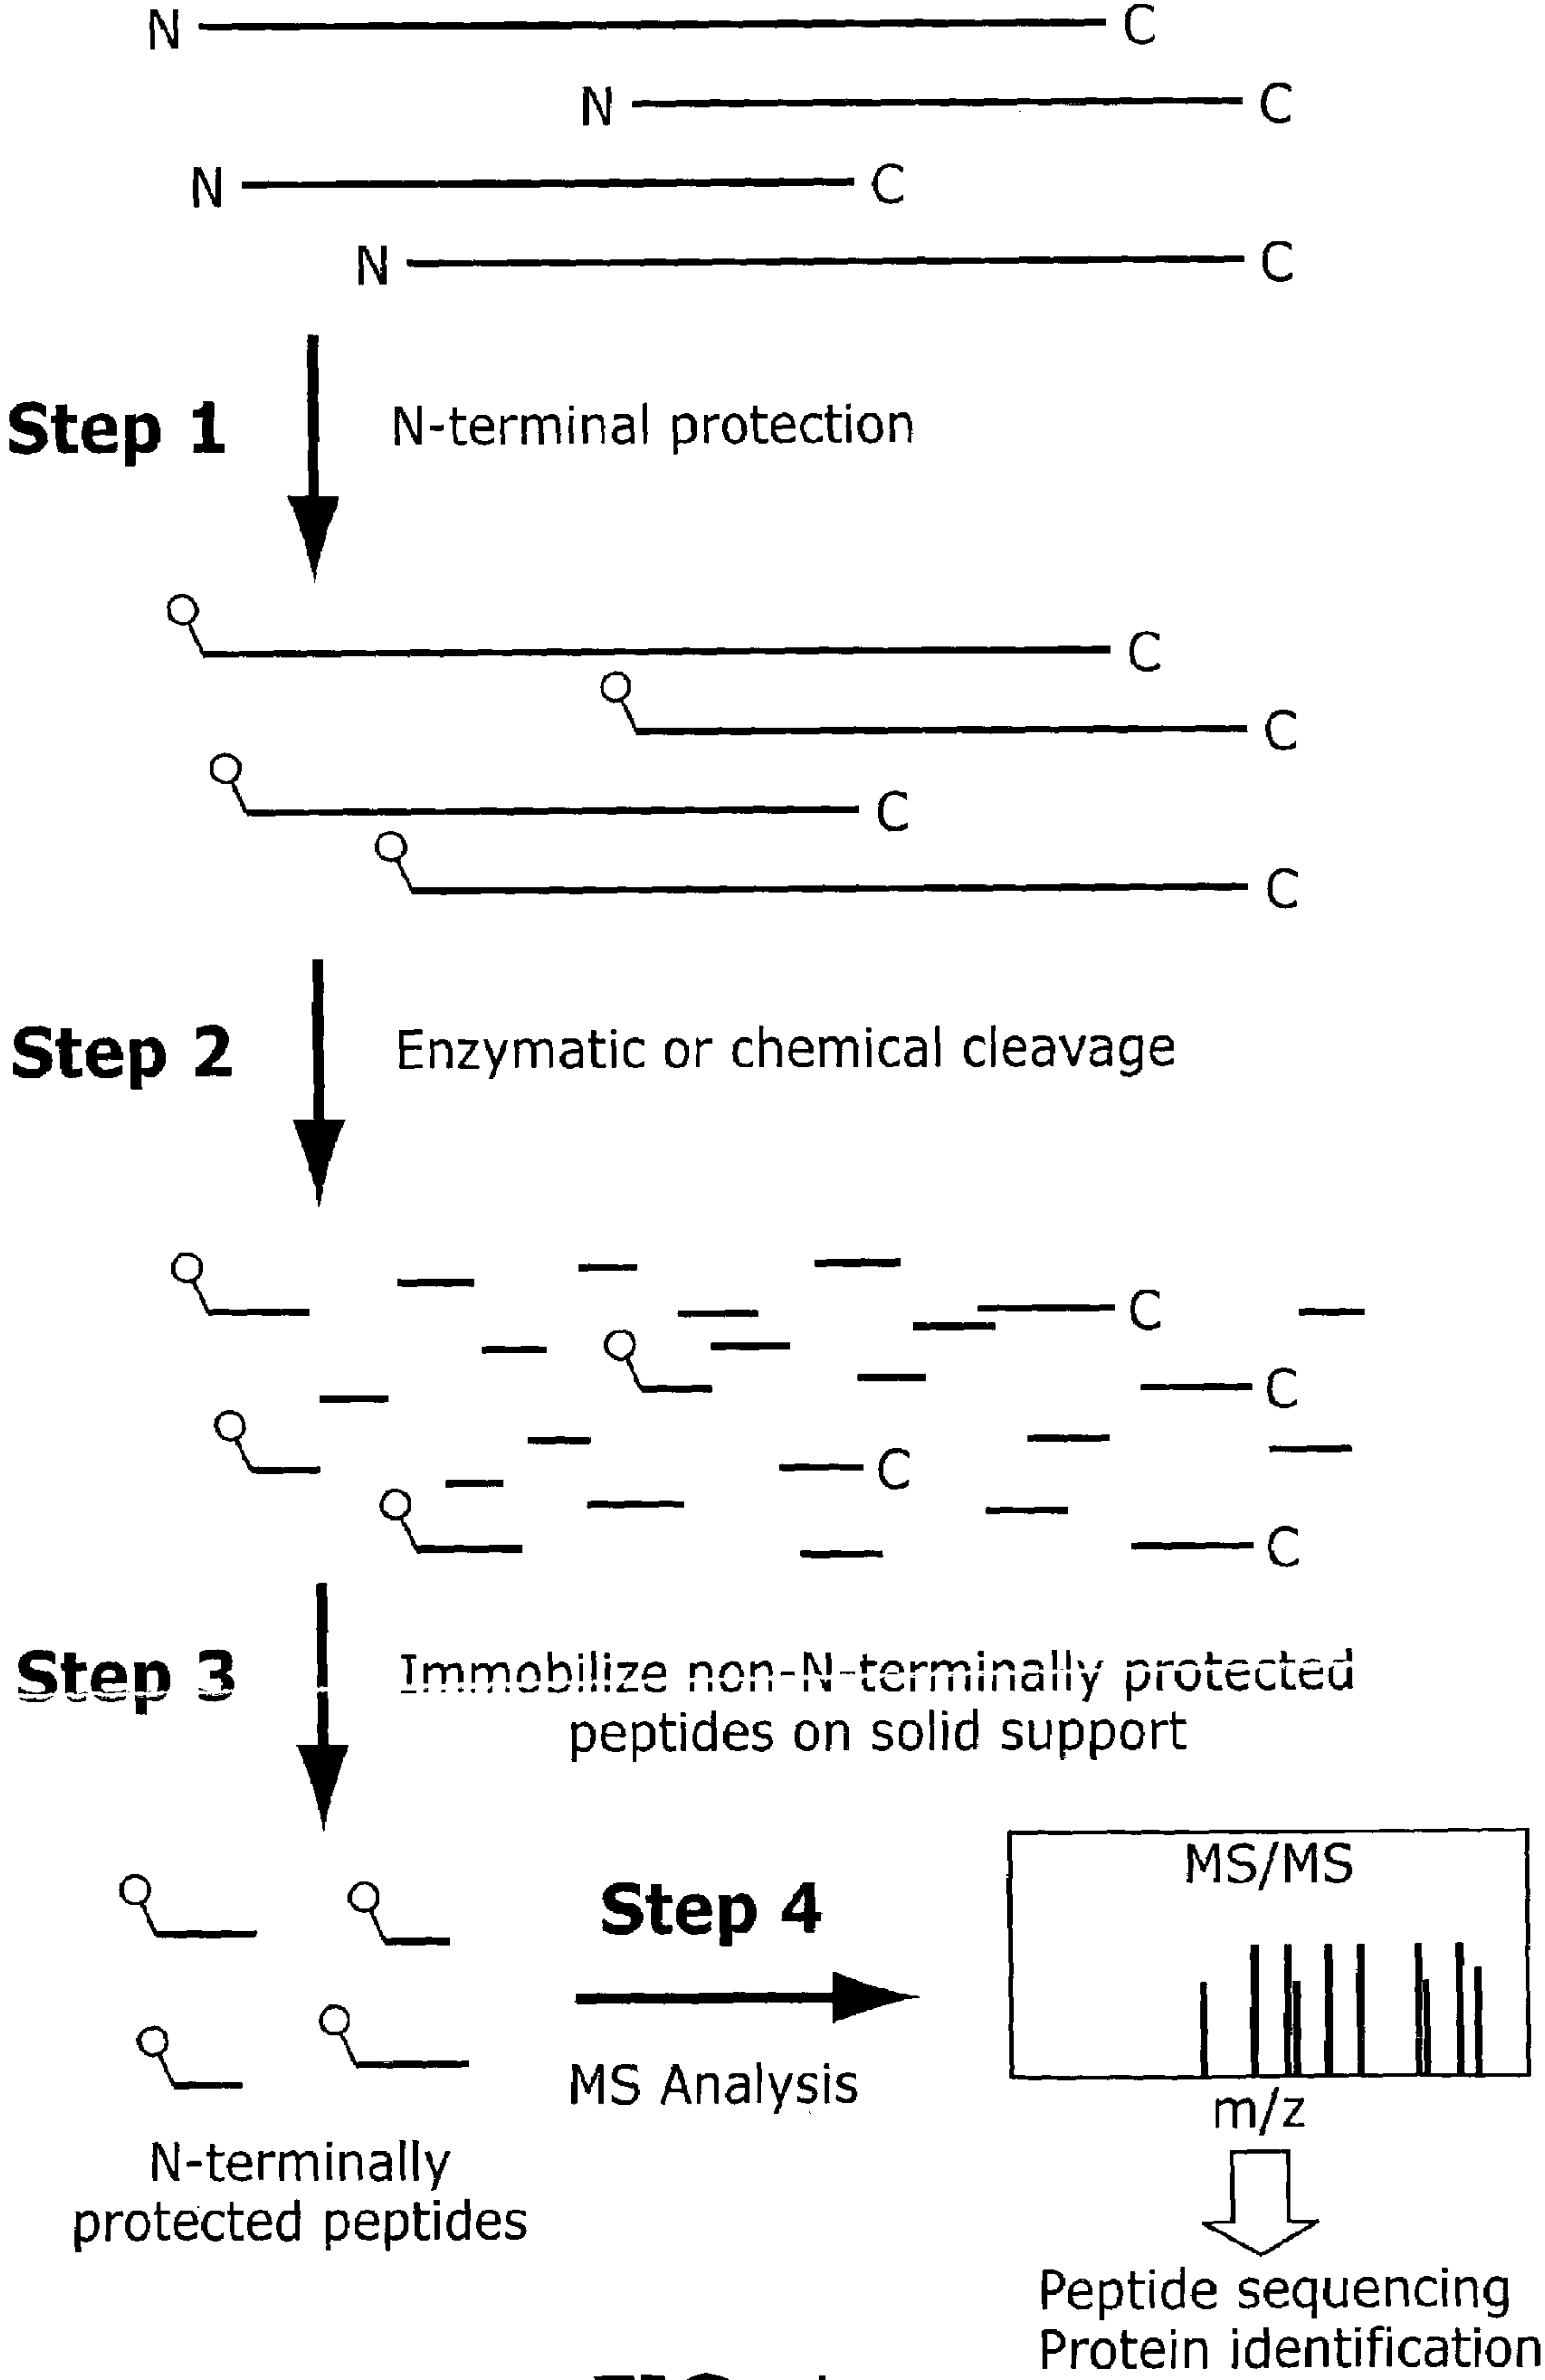 N C
N C
N C
N C
Step 1 N-terminal protection
C
C
C
C
Step 2 Enzymatic or chemical cleavage
C
C
C
C
Step 3 Immobilize non-N-terminally protected
peptides on solid support
MS/MS
Step 4
MS Analysis
m/z
N-terminally
protected peptides
Peptide sequencing
Protein identification